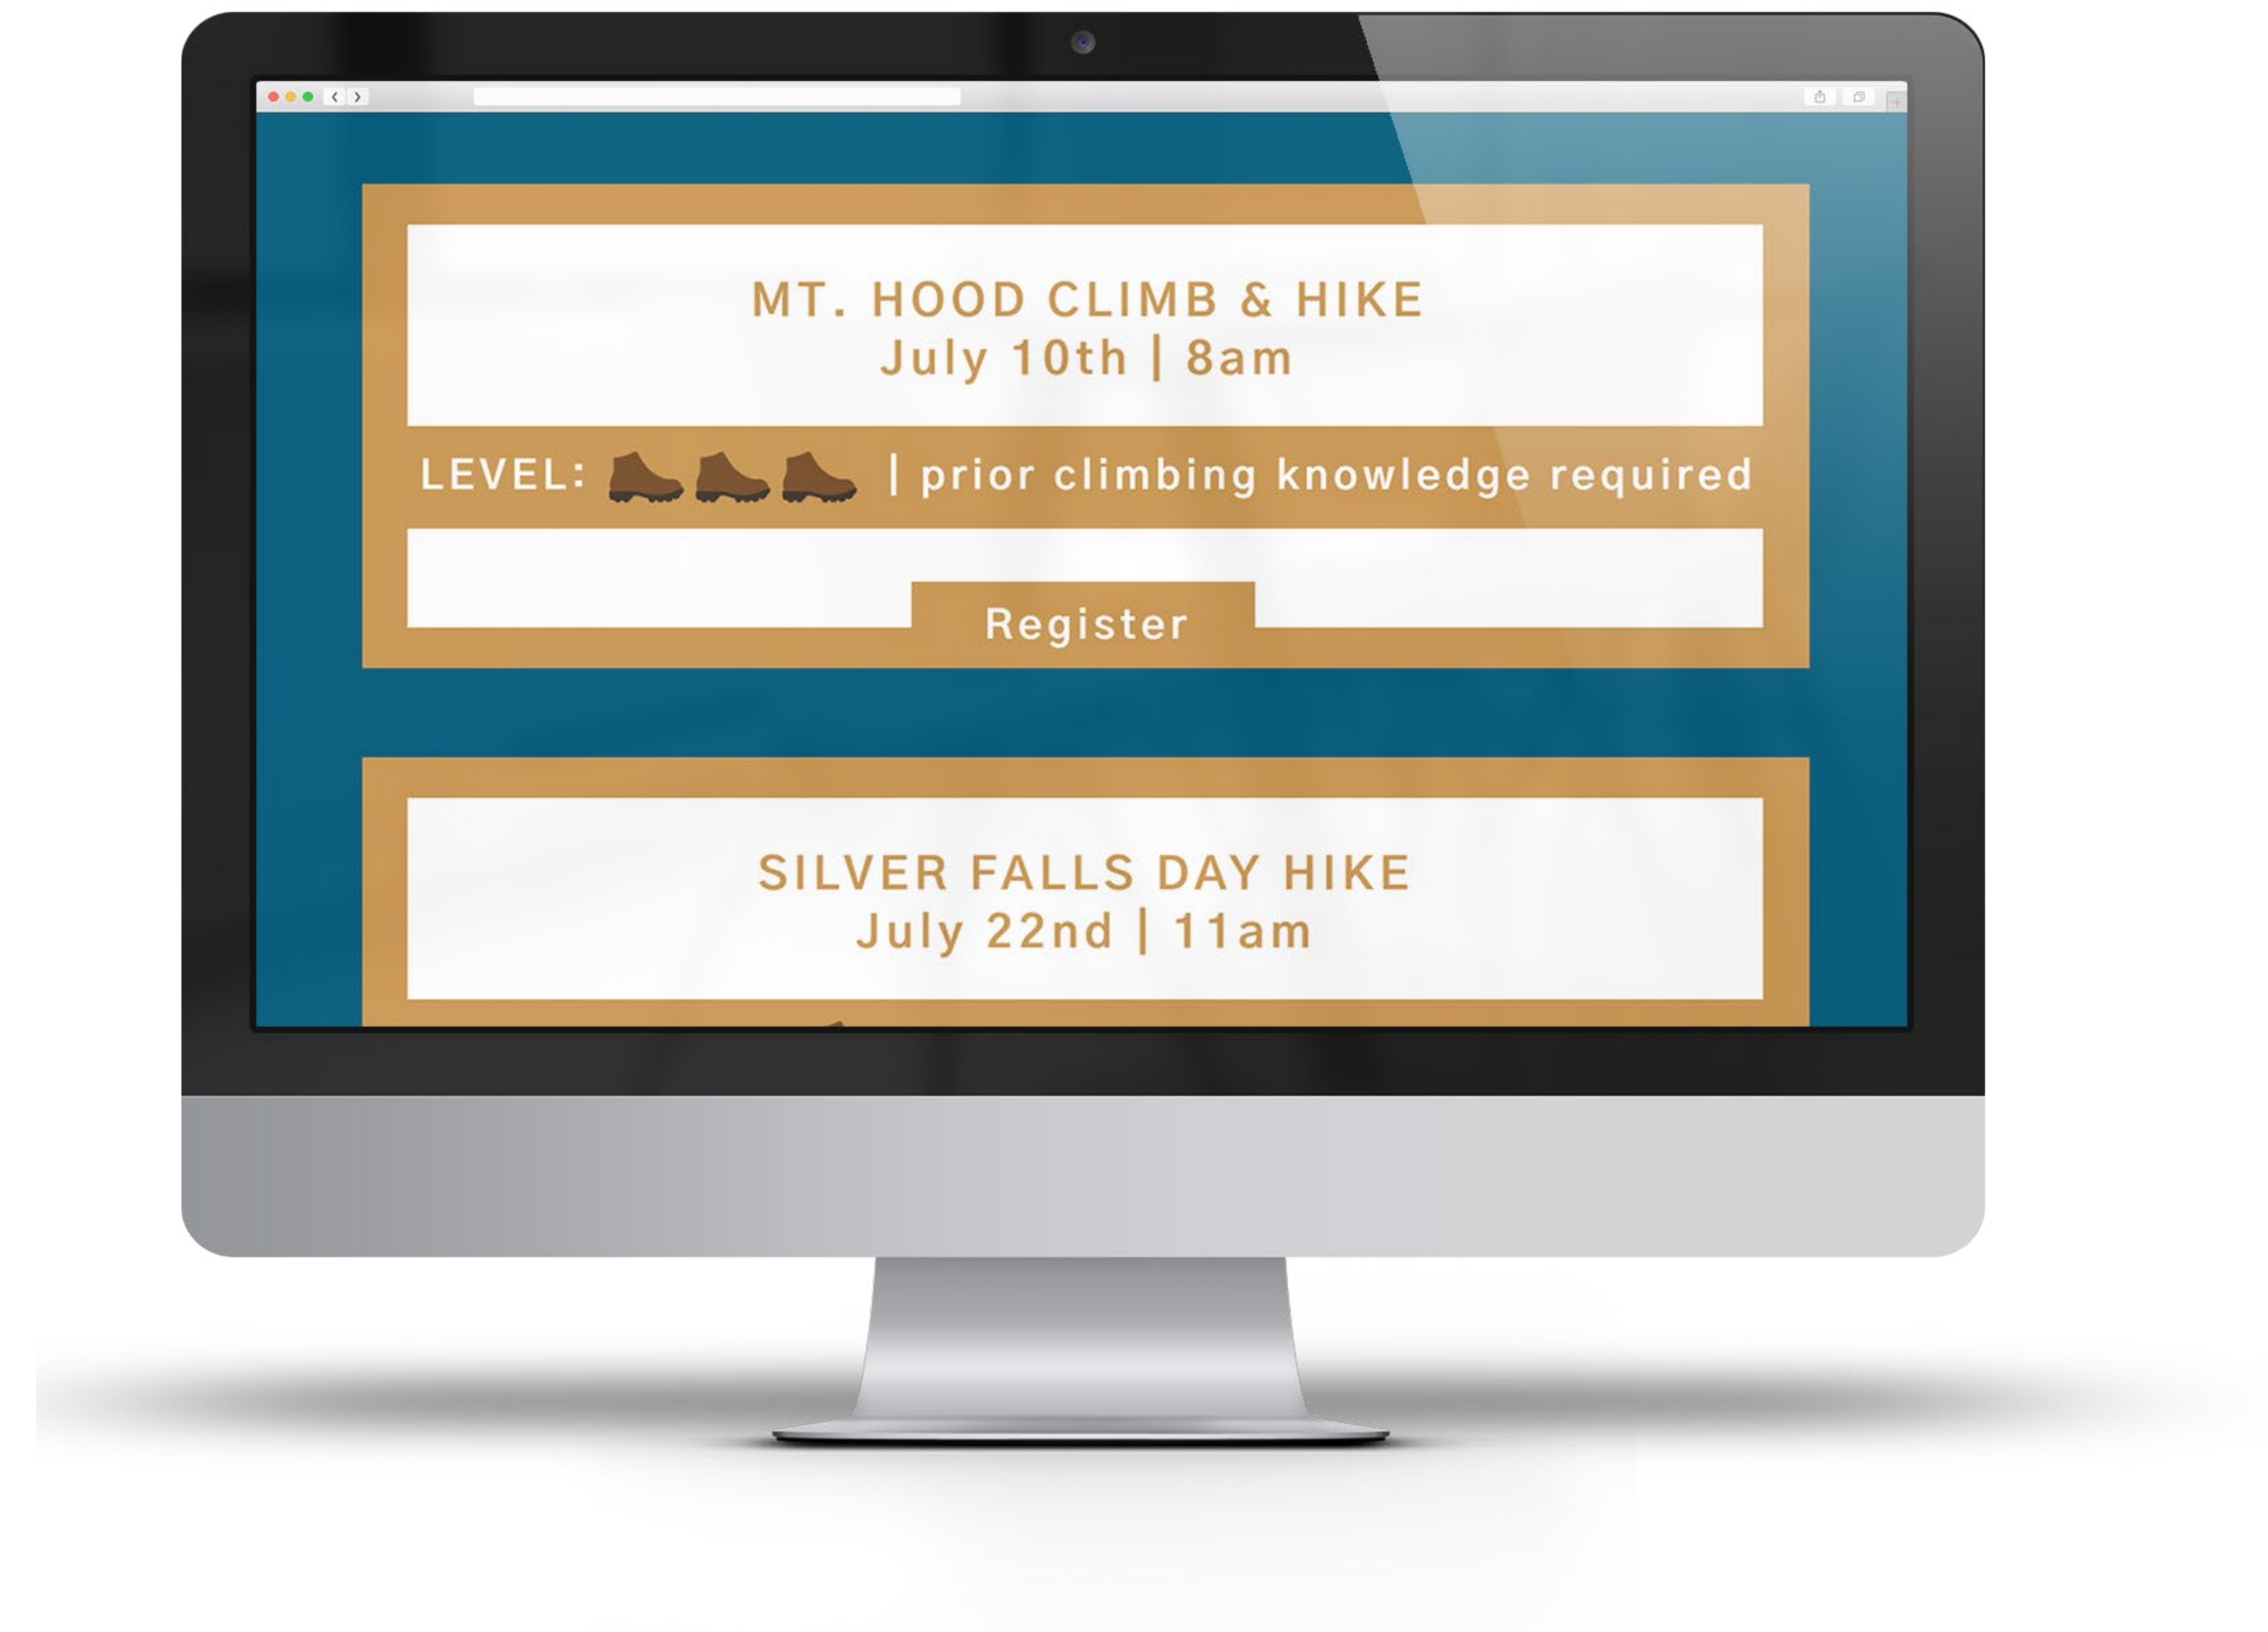 MT. HOOD CLIMB & HIKE
July 10th | 8am
LEVEL: | prior climbing knowledge required
Register
SILVER FALLS DAY HIKE
July 22nd | 11am